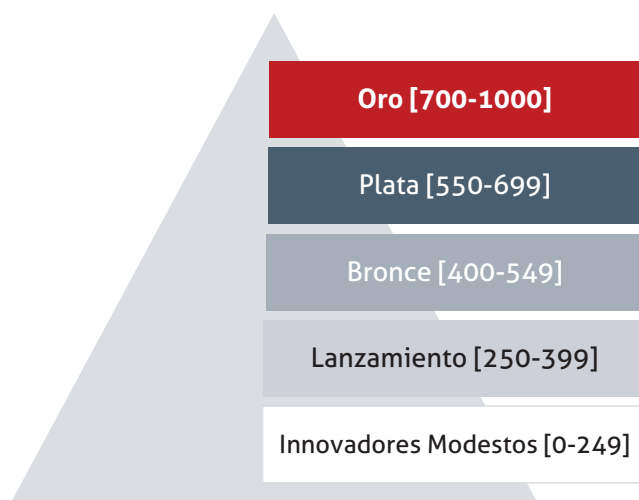 Oro [700-1000]
Plata [550-699]
Bronce [400-549]
Lanzamiento [250-399]
Innovadores Modestos [0-249]